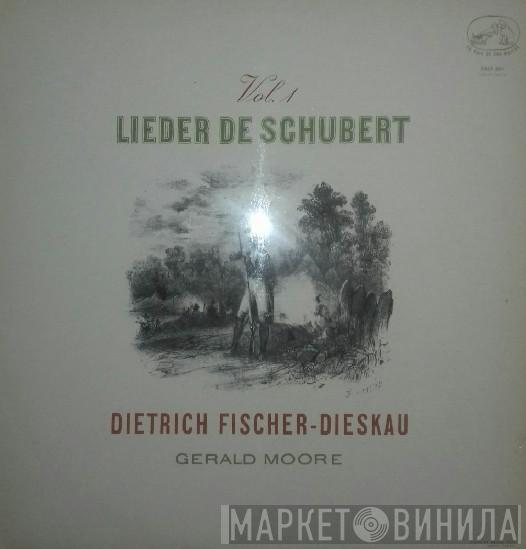 Vol. 1
LIEDER DE SCHUBERT
DIETRICH FISCHER-DIESKAU
GERALD MOORE
МАРКЕТ ВИНИЛА